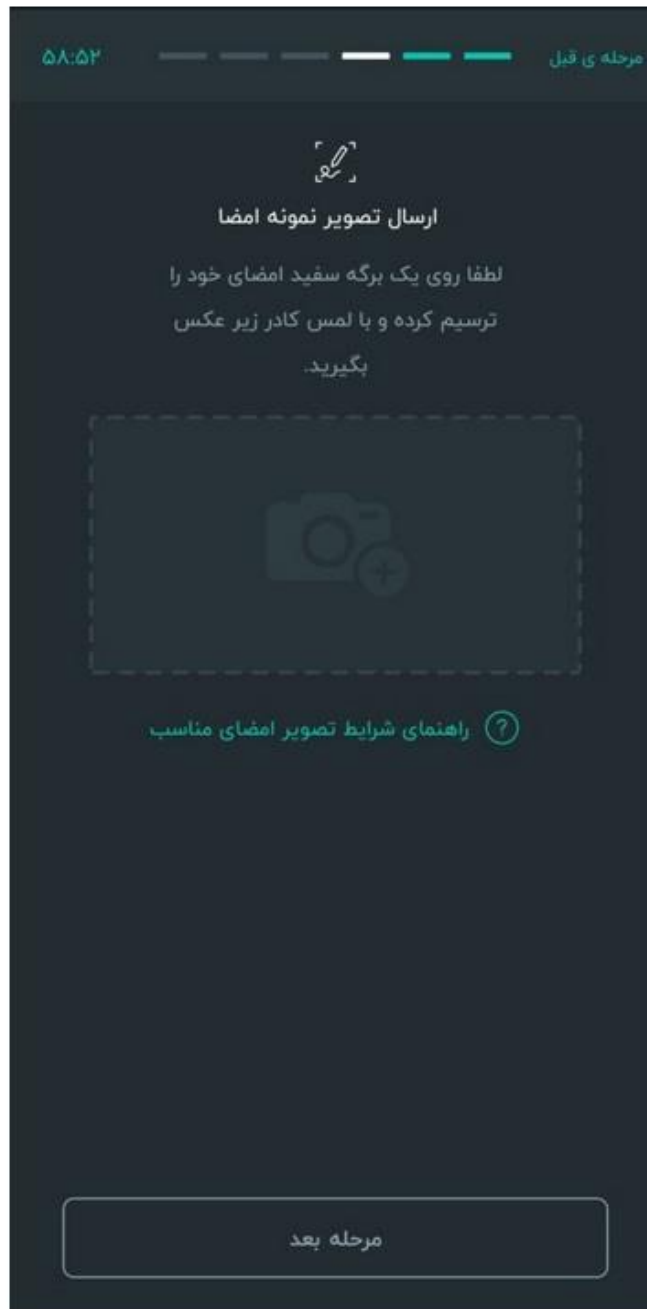 مرحله ی قبل
۵۸:۵۲
ارسال تصویر نمونه امضا
لطفا روی یک برگه سفید امضای خود را
ترسیم کرده و با لمس کادر زیر عکس
بگیرید.
راهنمای شرایط تصویر امضای مناسب
مرحله بعد